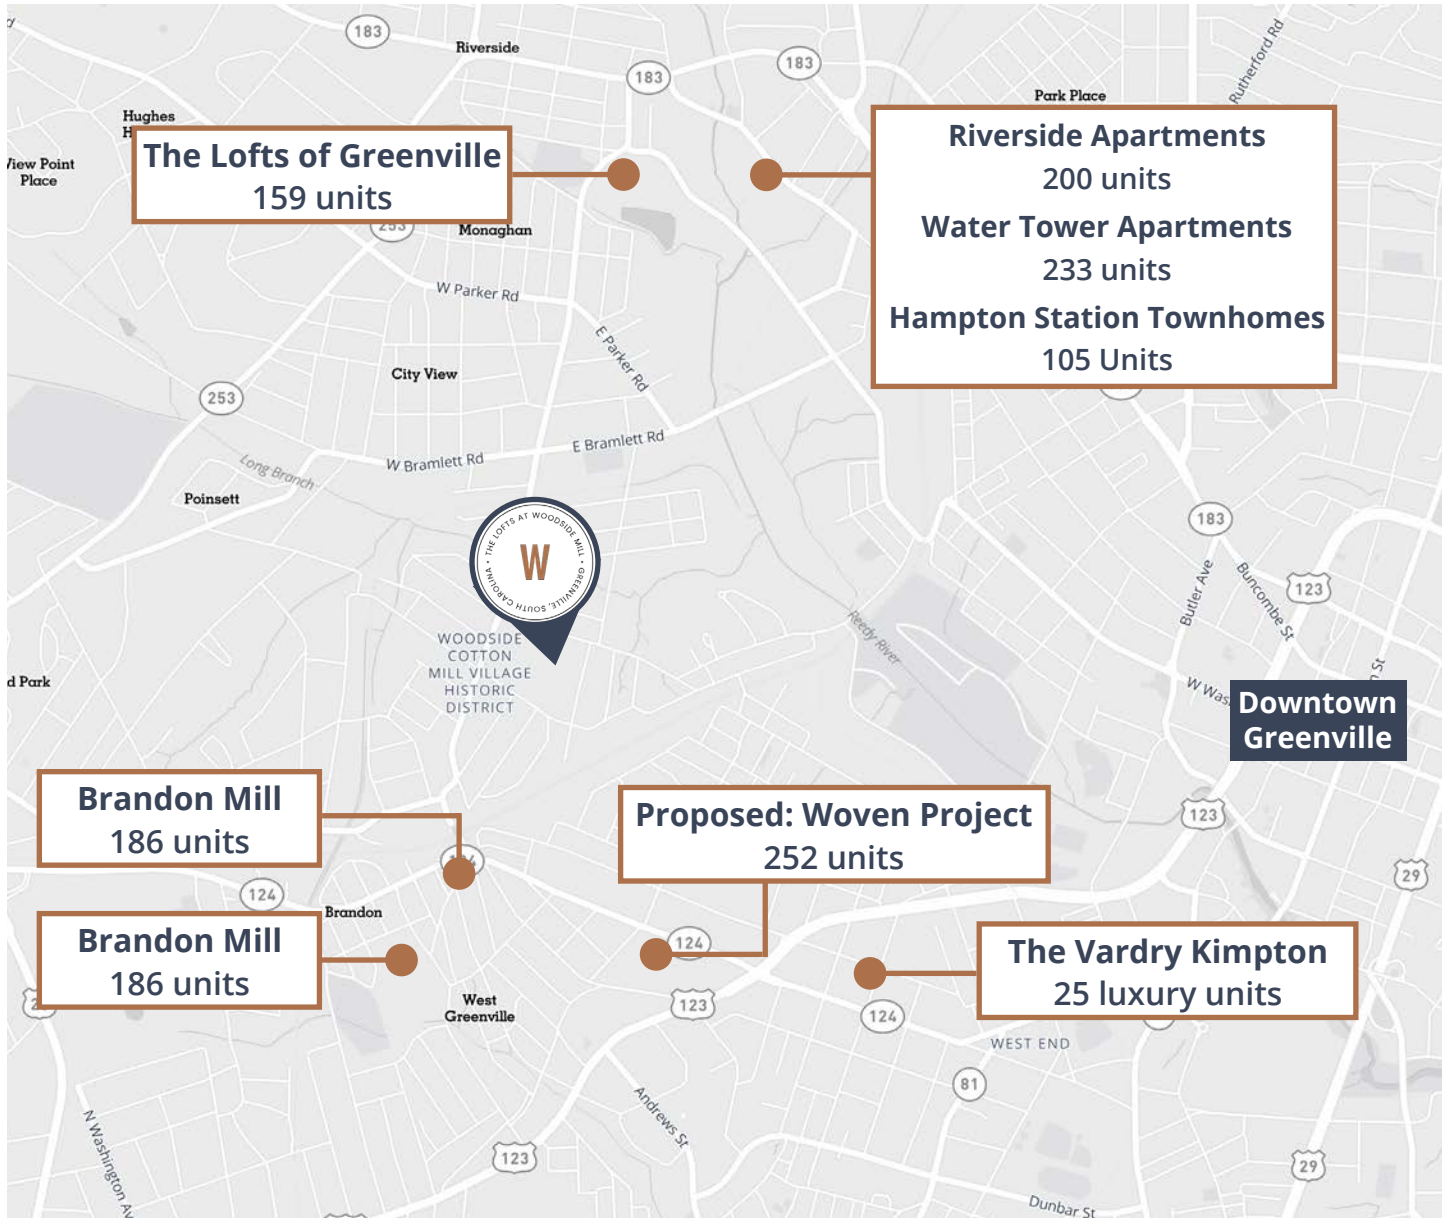 183
Riverside
183
183
Rutherford Rd
Park Place
Hughes
H
View Point
Place
The Lofts of Greenville
159 units
Riverside Apartments
200 units
Water Tower Apartments
233 units
Hampton Station Townhomes
105 Units
253
Monaghan
W Parker Rd
E Parker Rd
City View
253
E Bramlett Rd
W Bramlett Rd
Long Branch
Poinsett
183
THE LOFTS AT WOODSIDE MILL • GREENVILLE, SOUTH CAROLINA •
W
Butler Ave
Buncombe St
123
Reedy River
WOODSIDE
COTTON
MILL VILLAGE
HISTORIC
DISTRICT
d Park
W Was
n St
Downtown
Greenville
Brandon Mill
186 units
Proposed: Woven Project
252 units
123
29
124
Brandon
Brandon Mill
186 units
124
The Vardry Kimpton
25 luxury units
West
Greenville
123
124
WEST END
81
Andrews St
N Washington Av
123
29
Dunbar St